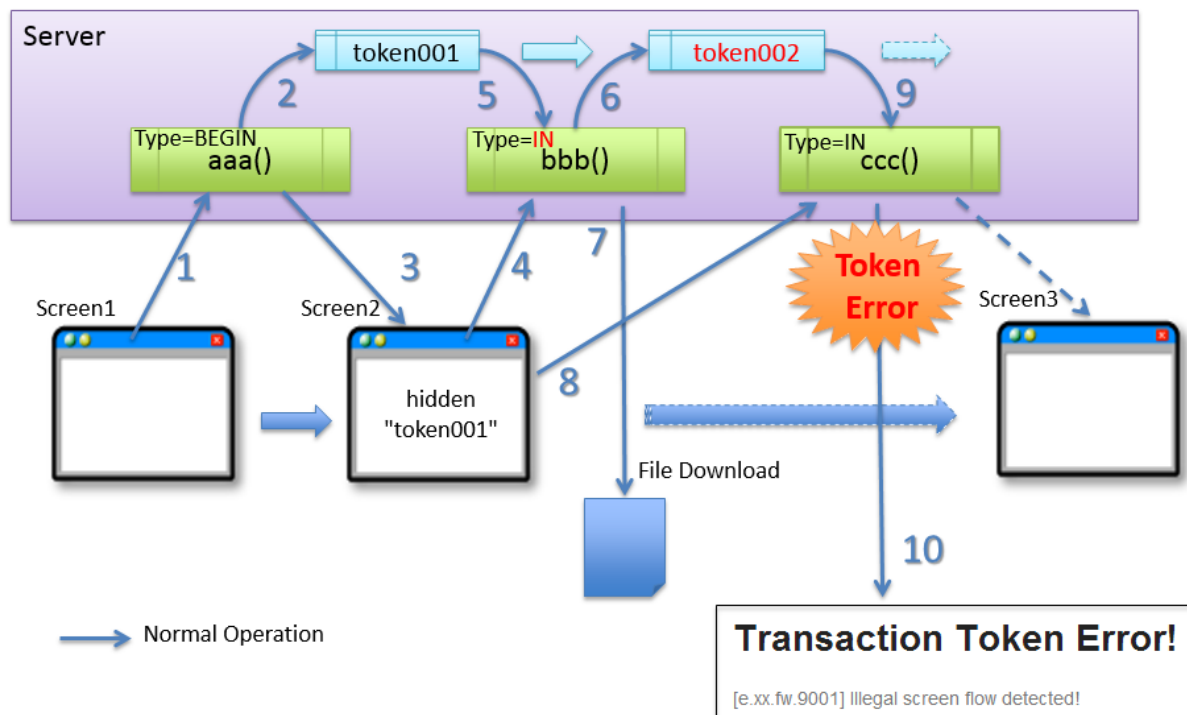 Server
token001
token002
2
5
6
9
Type=BEGIN
aaa()
Type=IN
bbb()
Type=IN
ccc()
1
3
4
7
8
Token
Error
Screen1
Screen2
Screen3
hidden
"token001"
File Download
10
Normal Operation
Transaction Token Error!
[e.xx.fw.9001] Illegal screen flow detected!